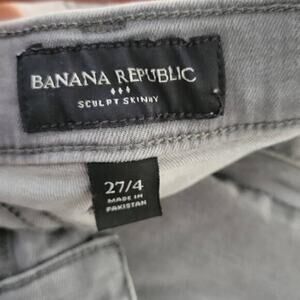 BANANA REPUBLIC
SCULPT SKINNY
27/4
MADE IN
PAKISTAN